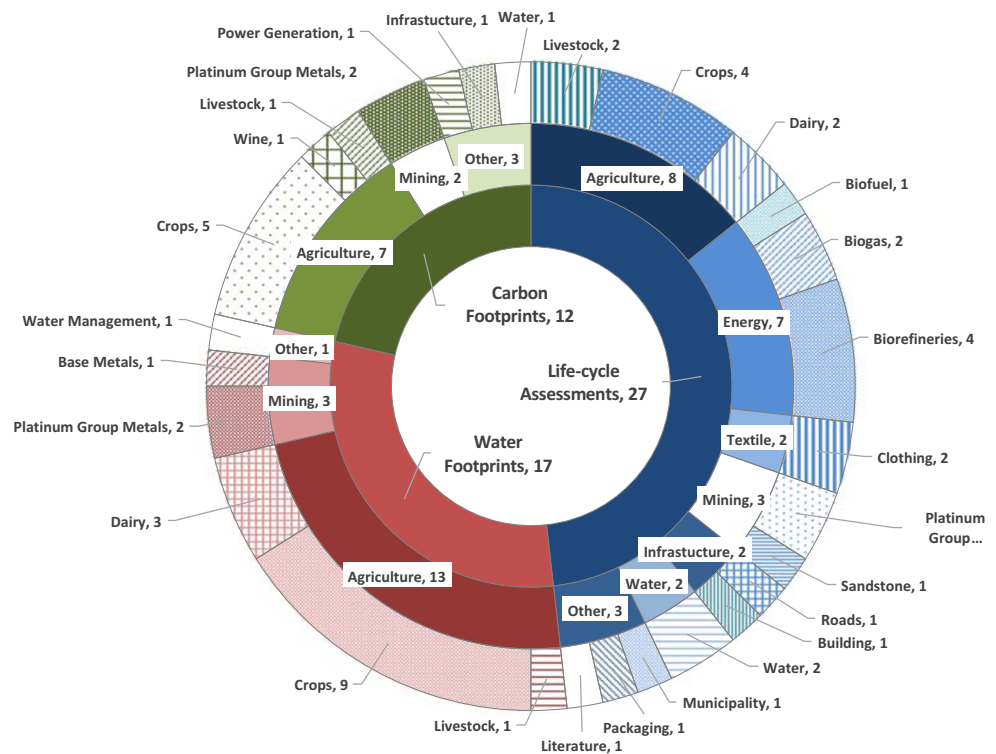 Infrastucture, 1
Water, 1
Power Generation, 1
Livestock, 2
Platinum Group Metals, 2
Crops, 4
Livestock, 1
Dairy, 2
Wine, 1
Other, 3
Mining, 2
Agriculture, 8
Biofuel, 1
Crops, 5
Agriculture, 7
Biogas, 2
Carbon
Footprints, 12
Water Management, 1
Energy, 7
Other, 1
Biorefineries, 4
Base Metals, 1
Life-cycle
Assessments, 27
Mining, 3
Platinum Group Metals, 2
Water
Footprints, 17
Textile, 2
Clothing, 2
Mining, 3
Dairy, 3
Platinum
Group...
Infrastucture, 2
Agriculture, 13
Water, 2
Sandstone, 1
Other, 3
Roads, 1
Building, 1
Water, 2
Crops, 9
Municipality, 1
Livestock, 1
Packaging, 1
Literature, 1